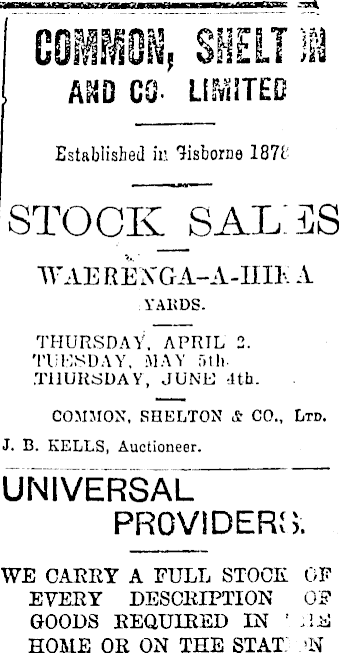 COMMON, SHELTON
AND CO. LIMITED
Established in Gisborne 1878
STOCK SALES
WAERENGA-A-HIKA
YARDS.
THURSDAY, APRIL 2.
TUESDAY, MAY 5th.
THURSDAY, JUNE 4th.
COMMON, SHELTON & CO., LTD.
J. B. KELLS, Auctioneer.
UNIVERSAL
PROVIDERS.
WE CARRY A FULL STOCK OF
EVERY DESCRIPTION OF
GOODS REQUIRED IN THE
HOME OR ON THE STATION